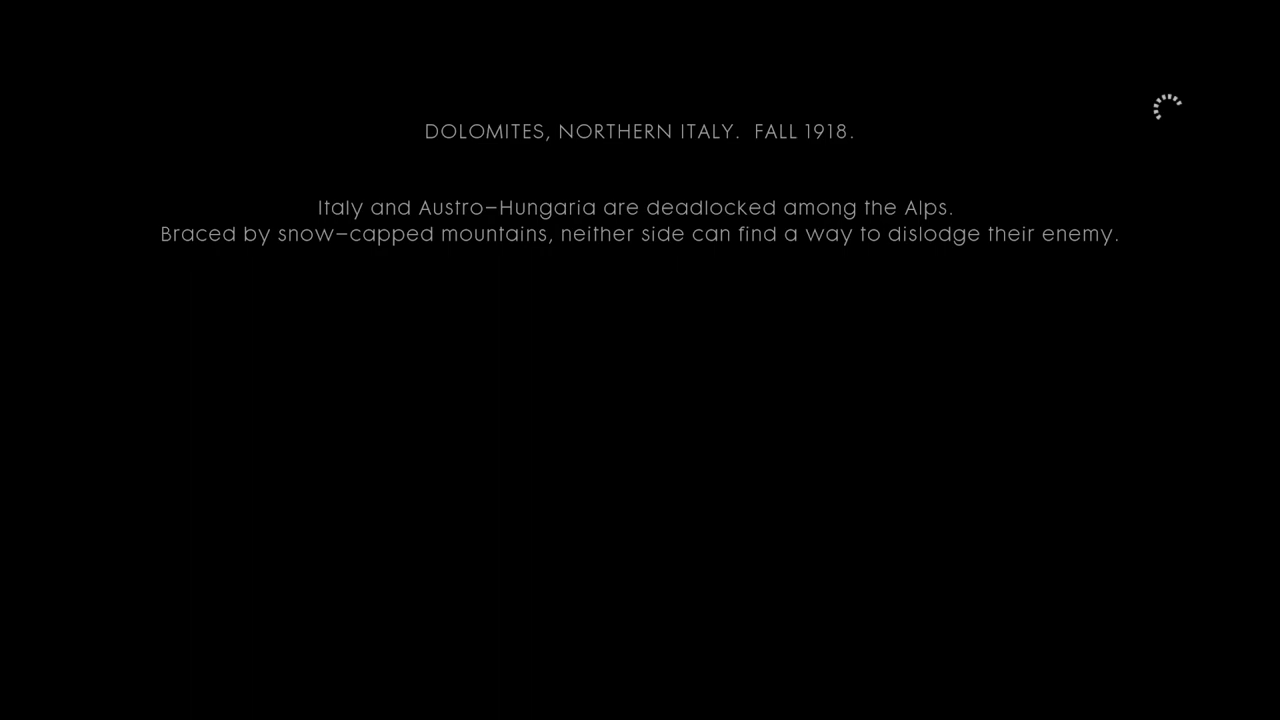 DOLOMITES, NORTHERN ITALY.  FALL 1918.
Italy and Austro-Hungaria are deadlocked among the Alps.
Braced by snow-capped mountains, neither side can find a way to dislodge their enemy.